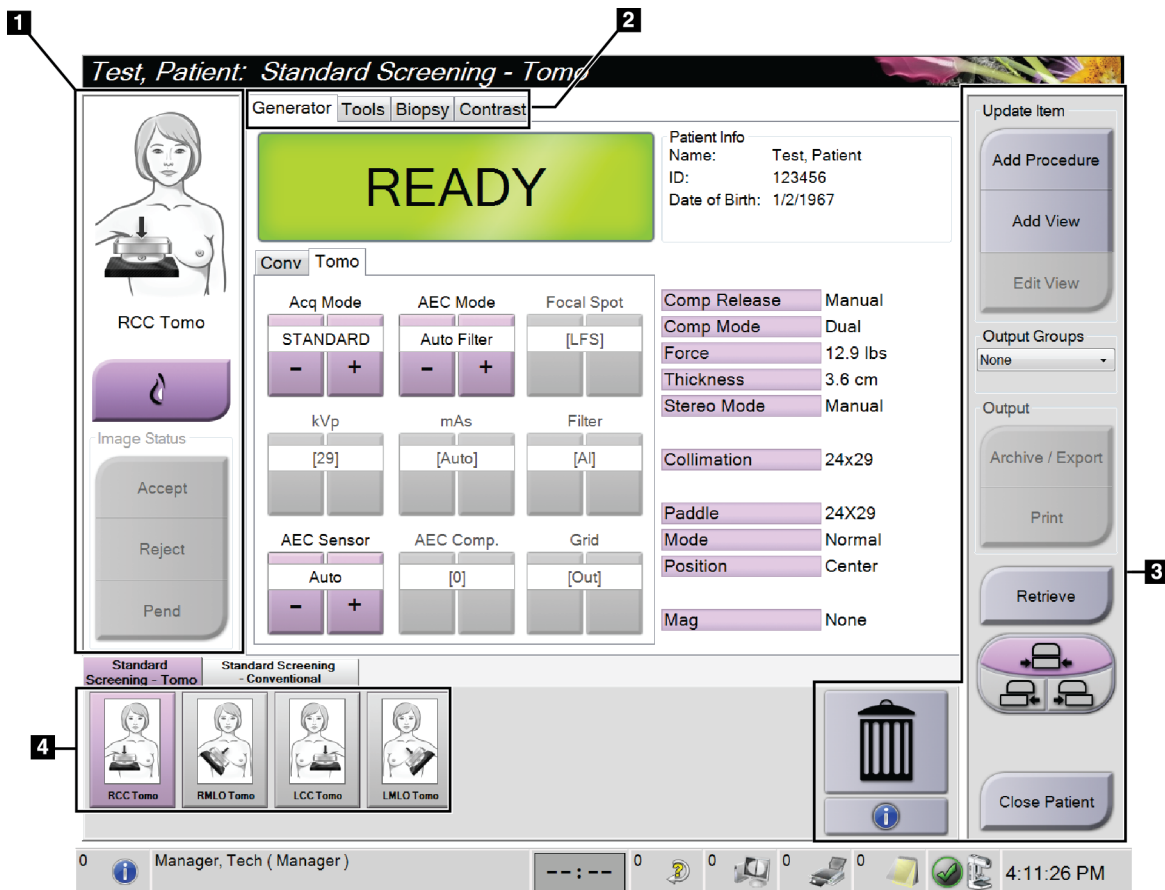 1
2
Test, Patient: Standard Screening - Tomo
Generator Tools Biopsy Contrast
READY
Patient Info
Name: Test, Patient
ID: 123456
Date of Birth: 1/2/1967
RCC Tomo
Image Status
Accept
Reject
Pend
Conv Tomo
Acq Mode AEC Mode Focal Spot
STANDARD Auto Filter [LFS]
- + - +
kVp mAs Filter
[29] [Auto] [Al]
AEC Sensor AEC Comp. Grid
Auto [0] [Out]
- +
Comp Release Manual
Comp Mode Dual
Force 12.9 lbs
Thickness 3.6 cm
Stereo Mode Manual
Collimation 24x29
Paddle 24X29
Mode Normal
Position Center
Mag None
Update Item
Add Procedure
Add View
Edit View
Output Groups
None
Output
Archive / Export
Print
3
Retrieve
Close Patient
Standard
Screening - Tomo
Standard Screening
- Conventional
4
RCC Tomo RMLO Tomo LCC Tomo LMLO Tomo
i
0 i Manager, Tech ( Manager ) --:-- 0 ? 0 0 0 4:11:26 PM